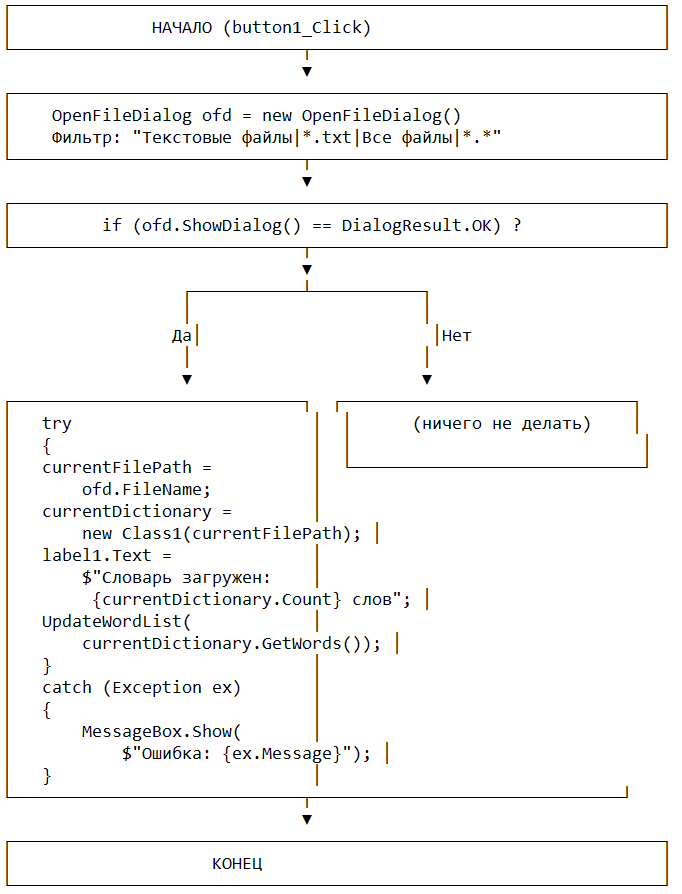 НАЧАЛО (button1_Click)
OpenFileDialog ofd = new OpenFileDialog()
Фильтр: "Текстовые файлы|*.txt|Все файлы|*.*"
if (ofd.ShowDialog() == DialogResult.OK) ?
Да Нет
try
{
currentFilePath =
ofd.FileName;
currentDictionary =
new Class1(currentFilePath);
label1.Text =
$"Словарь загружен:
{currentDictionary.Count} слов";
UpdateWordList(
currentDictionary.GetWords());
}
catch (Exception ex)
{
MessageBox.Show(
$"Ошибка: {ex.Message}");
}
(ничего не делать)
КОНЕЦ